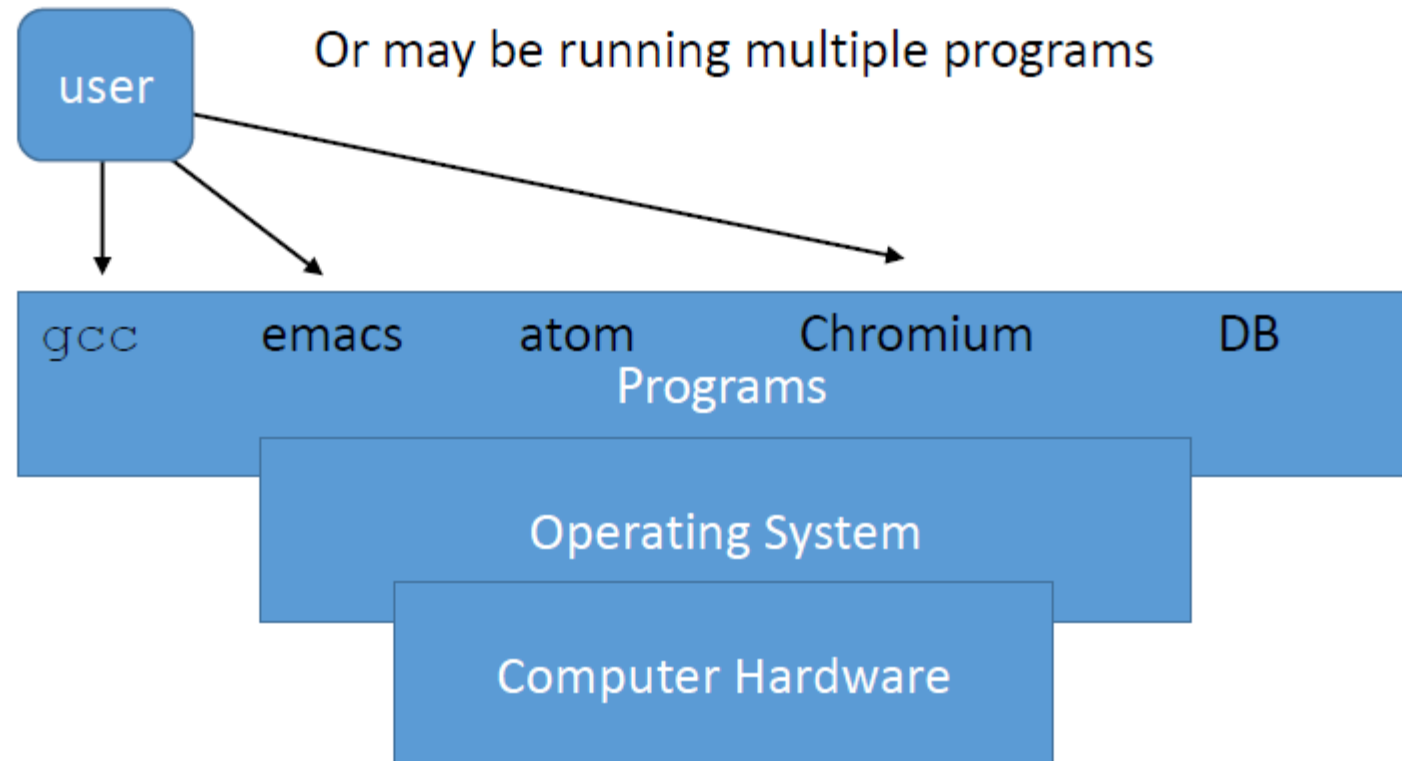 Or may be running multiple programs
user
gcc emacs atom Chromium DB
Programs
Operating System
Computer Hardware